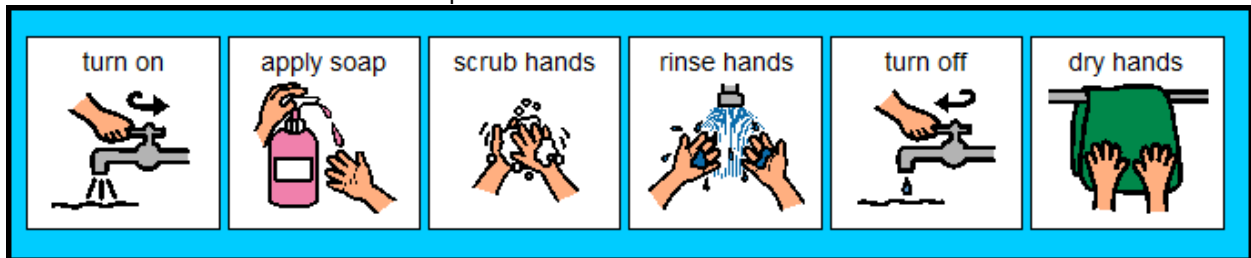 turn on
apply soap
scrub hands
rinse hands
turn off
dry hands